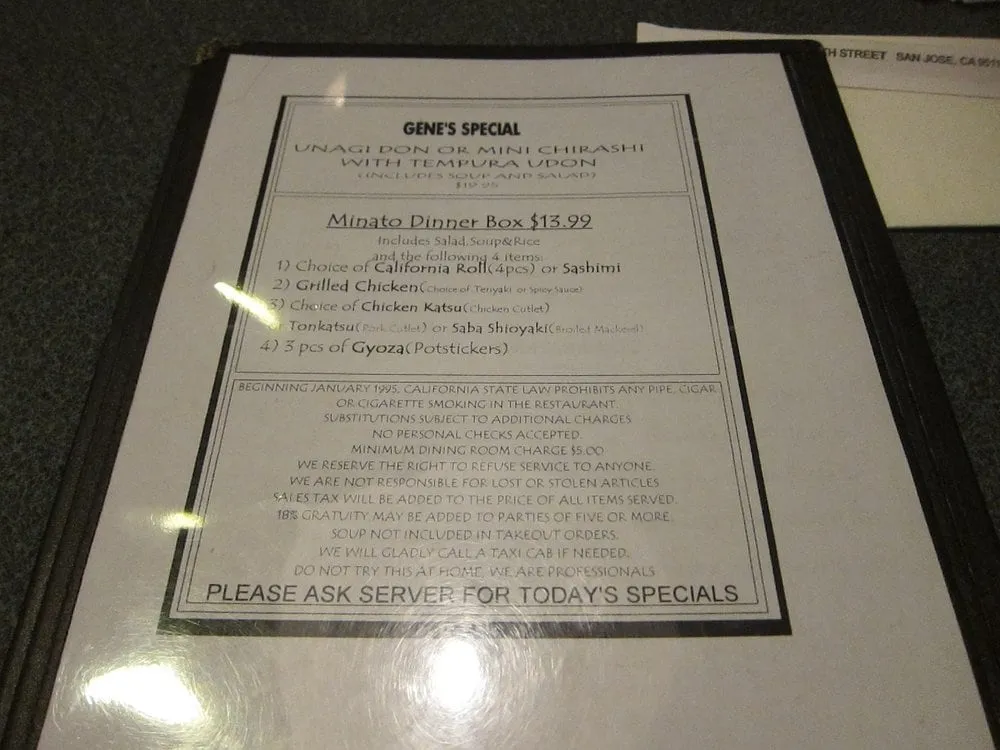 TH STREET SAN JOSE, CA 9511
GENE'S SPECIAL
UNAGI DON OR MINI CHIRASHI
WITH TEMPURA UDON
(INCLUDES SOUP AND SALAD)
Minato Dinner Box $13.99
Includes Salad,Soup&Rice
and the following 4 items:
1) Choice of California Roll(4pcs) or Sashimi
2) Grilled Chicken(Choice of Teriyaki or Spicy Sauce)
3) Choice of Chicken Katsu(Chicken Cutlet)
or Tonkatsu(Pork Cutlet) or Saba Shioyaki(Broiled Mackerel)
4) 3 pcs of Gyoza(Potstickers)
BEGINNING JANUARY 1995, CALIFORNIA STATE LAW PROHIBITS ANY PIPE, CIGAR
OR CIGARETTE SMOKING IN THE RESTAURANT.
SUBSTITUTIONS SUBJECT TO ADDITIONAL CHARGES
NO PERSONAL CHECKS ACCEPTED.
MINIMUM DINING ROOM CHARGE $5.00
WE RESERVE THE RIGHT TO REFUSE SERVICE TO ANYONE.
WE ARE NOT RESPONSIBLE FOR LOST OR STOLEN ARTICLES
SALES TAX WILL BE ADDED TO THE PRICE OF ALL ITEMS SERVED.
18% GRATUITY MAY BE ADDED TO PARTIES OF FIVE OR MORE.
SOUP NOT INCLUDED IN TAKEOUT ORDERS.
WE WILL GLADLY CALL A TAXI CAB IF NEEDED.
DO NOT TRY THIS AT HOME, WE ARE PROFESSIONALS
PLEASE ASK SERVER FOR TODAY'S SPECIALS